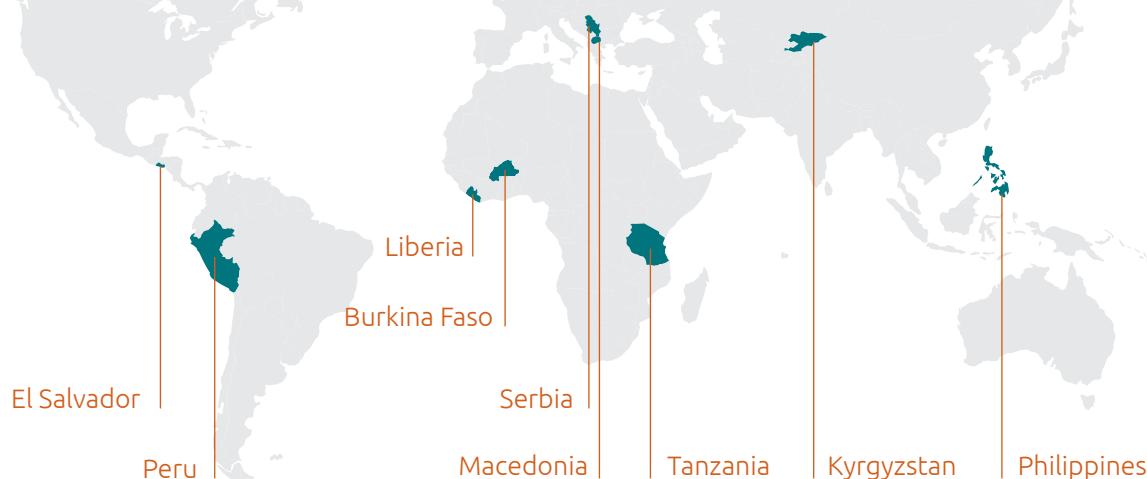 Liberia
Burkina Faso
El Salvador
Serbia
Peru
Macedonia
Tanzania
Kyrgyzstan
Philippines